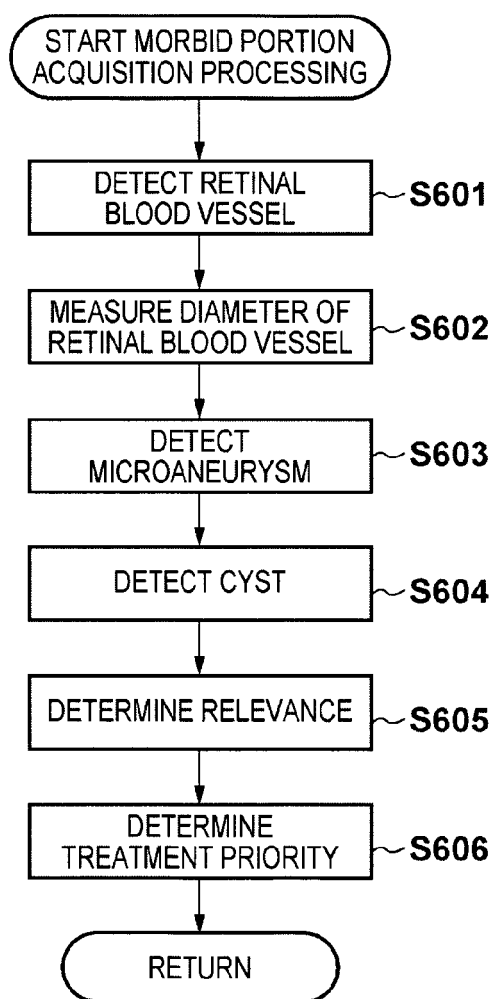 START MORBID PORTION
ACQUISITION PROCESSING
DETECT RETINAL
BLOOD VESSEL
S601
MEASURE DIAMETER OF
RETINAL BLOOD VESSEL
S602
DETECT
MICROANEURYSM
S603
DETECT CYST
S604
DETERMINE RELEVANCE
S605
DETERMINE
TREATMENT PRIORITY
S606
RETURN